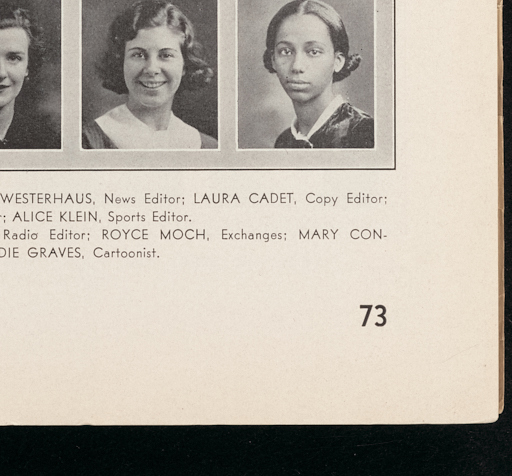 WESTERHAUS, News Editor; LAURA CADET, Copy Editor;
; ALICE KLEIN, Sports Editor.
Radio Editor; ROYCE MOCH, Exchanges; MARY CON-
DIE GRAVES, Cartoonist.
73